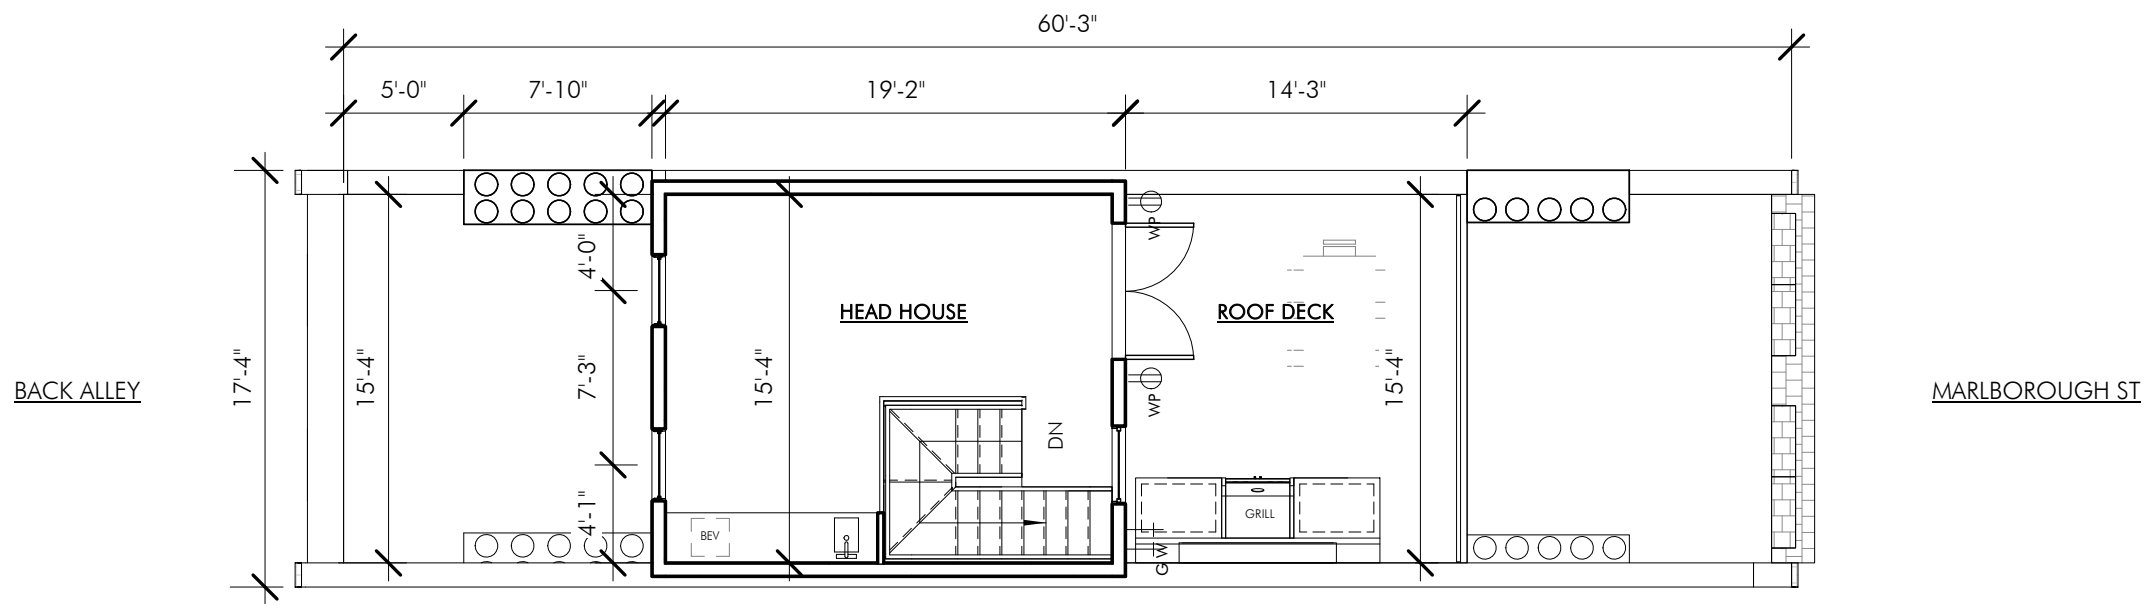 60'-3"
5'-0"
7'-10"
19'-2"
14'-3"
WP
4'-0"
HEAD HOUSE
ROOF DECK
17'-4"
15'-4"
7'-3"
15'-4"
15'-4"
BACK ALLEY
MARLBOROUGH ST
WP
DN
4'-1"
BEV
GRILL
GW